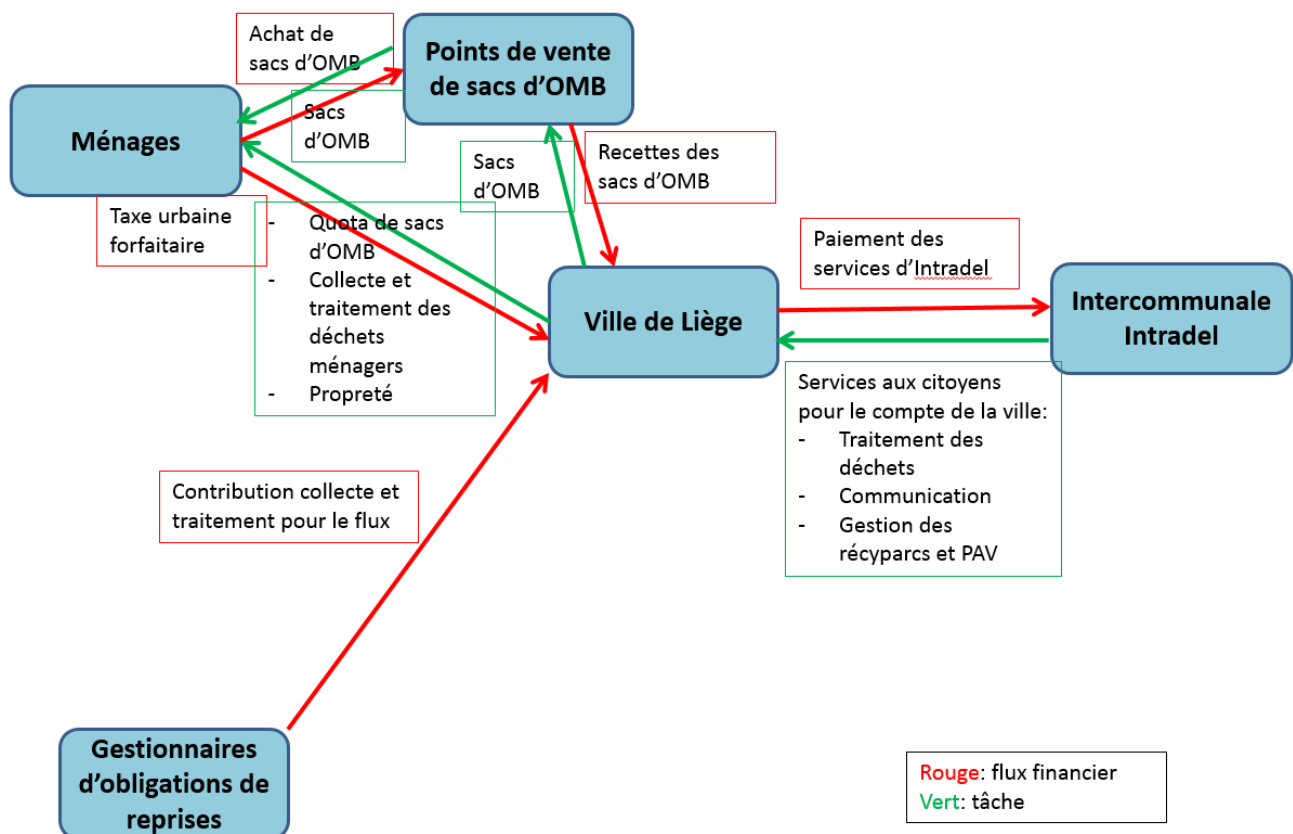 Achat de
sacs d’OMB
Points de vente
de sacs d’OMB
Ménages
Sacs
d’OMB
Sacs
d’OMB
Recettes des
sacs d’OMB
Taxe urbaine
forfaitaire
- Quota de sacs
d’OMB
- Collecte et
traitement des
déchets
ménagers
- Propreté
Paiement des
services d’Intradel
Ville de Liège
Intercommunale
Intradel
Services aux citoyens
pour le compte de la ville:
- Traitement des
déchets
- Communication
- Gestion des
récyparcs et PAV
Contribution collecte et
traitement pour le flux
Gestionnaires
d’obligations de
reprises
Rouge: flux financier
Vert: tâche